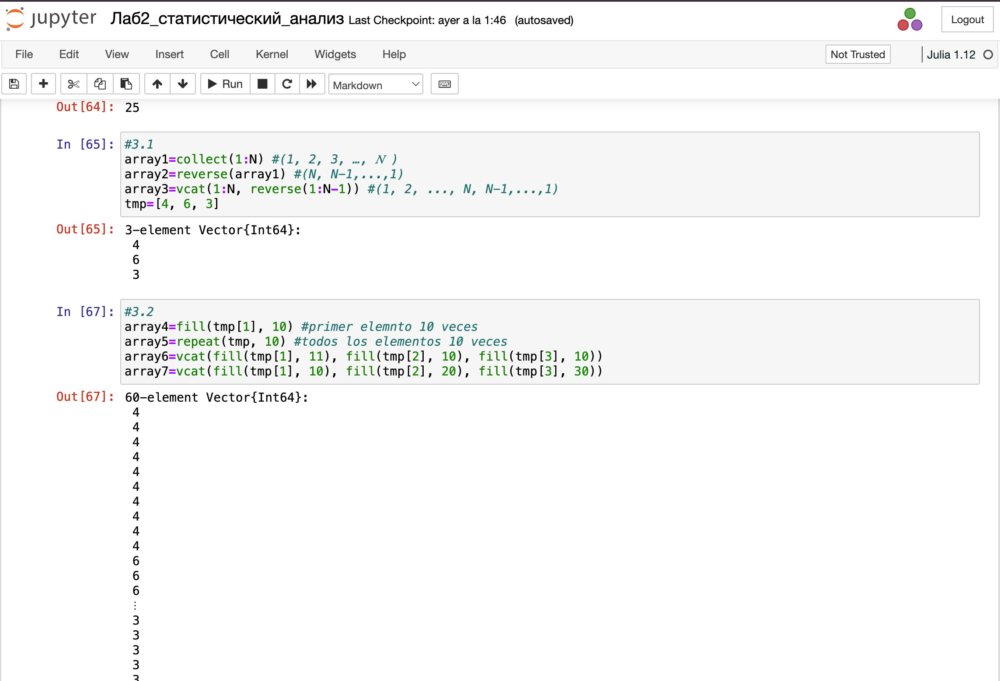 jupyter Лаб2_статистический_анализ Last Checkpoint: ayer a la 1:46 (autosaved) Logout
File Edit View Insert Cell Kernel Widgets Help Not Trusted Julia 1.12
Run Markdown
Out[64]: 25
In [65]: #3.1
array1=collect(1:N) #(1, 2, 3, …, 𝑁 )
array2=reverse(array1) #(N, N-1,...,1)
array3=vcat(1:N, reverse(1:N-1)) #(1, 2, ..., N, N-1,...,1)
tmp=[4, 6, 3]
Out[65]: 3-element Vector{Int64}:
4
6
3
In [67]: #3.2
array4=fill(tmp[1], 10) #primer elemnto 10 veces
array5=repeat(tmp, 10) #todos los elementos 10 veces
array6=vcat(fill(tmp[1], 11), fill(tmp[2], 10), fill(tmp[3], 10))
array7=vcat(fill(tmp[1], 10), fill(tmp[2], 20), fill(tmp[3], 30))
Out[67]: 60-element Vector{Int64}:
4
4
4
4
4
4
4
4
4
4
6
6
6
⋮
3
3
3
3
3